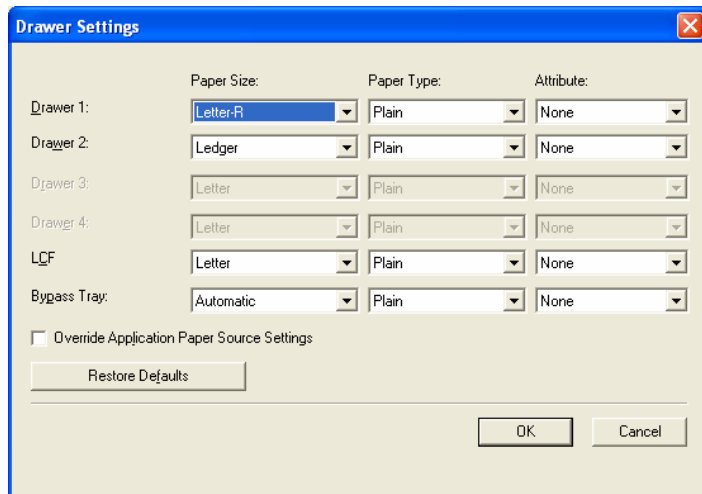 Drawer Settings
Paper Size: Paper Type: Attribute:
Drawer 1: Letter-R Plain None
Drawer 2: Ledger Plain None
Drawer 3: Letter Plain None
Drawer 4: Letter Plain None
LCF Letter Plain None
Bypass Tray: Automatic Plain None
Override Application Paper Source Settings
Restore Defaults
OK Cancel